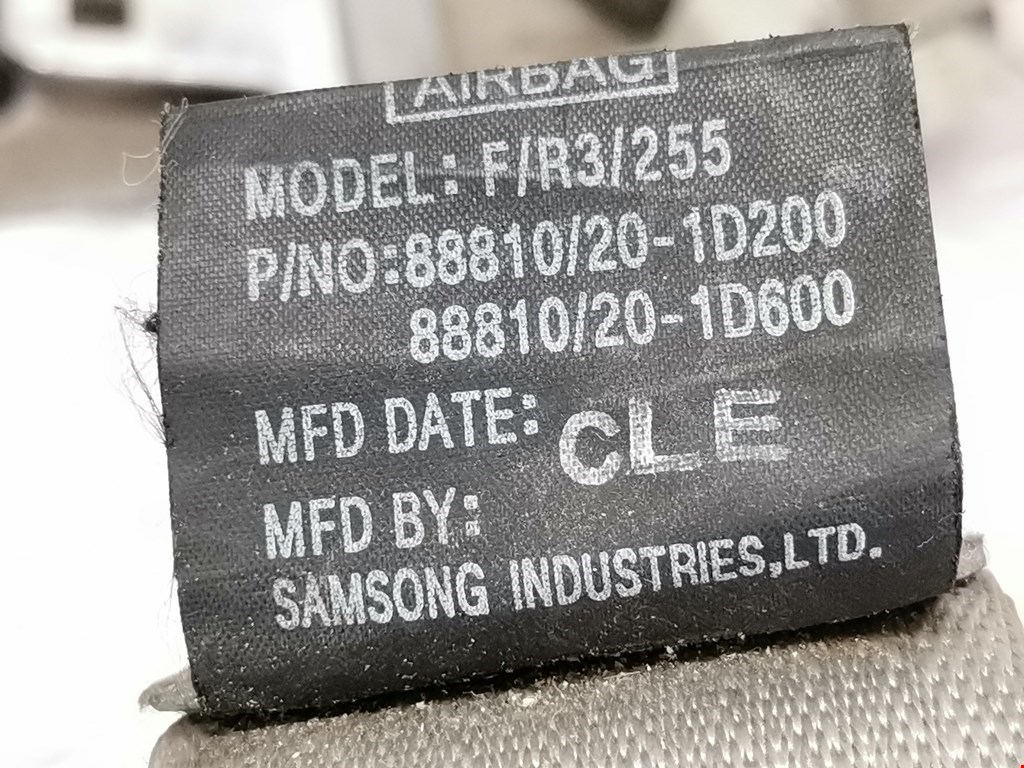 AIRBAG
MODEL: F/R3/255
P/NO:88810/20-1D200
88810/20-1D600
MFD DATE: CLE
MFD BY:
SAMSONG INDUSTRIES,LTD.